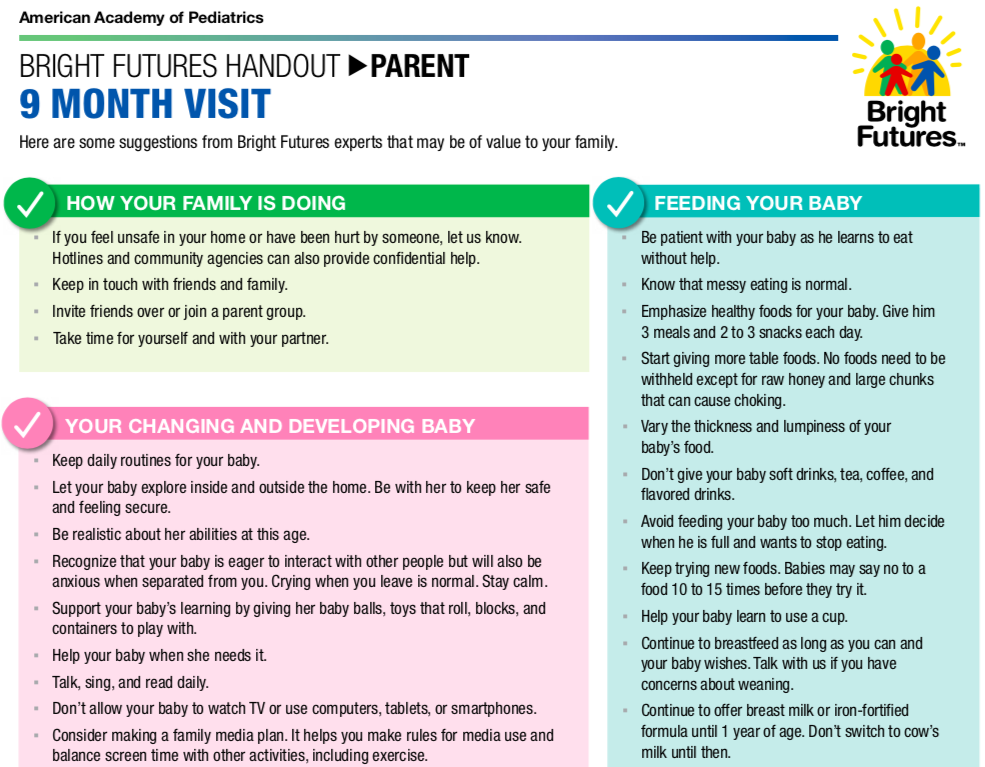 American Academy of Pediatrics
BRIGHT FUTURES HANDOUT ▶ PARENT
9 MONTH VISIT
Here are some suggestions from Bright Futures experts that may be of value to your family.
Bright
Futures™
HOW YOUR FAMILY IS DOING
▪ If you feel unsafe in your home or have been hurt by someone, let us know.
Hotlines and community agencies can also provide confidential help.
▪ Keep in touch with friends and family.
▪ Invite friends over or join a parent group.
▪ Take time for yourself and with your partner.
YOUR CHANGING AND DEVELOPING BABY
▪ Keep daily routines for your baby.
▪ Let your baby explore inside and outside the home. Be with her to keep her safe
and feeling secure.
▪ Be realistic about her abilities at this age.
▪ Recognize that your baby is eager to interact with other people but will also be
anxious when separated from you. Crying when you leave is normal. Stay calm.
▪ Support your baby’s learning by giving her baby balls, toys that roll, blocks, and
containers to play with.
▪ Help your baby when she needs it.
▪ Talk, sing, and read daily.
▪ Don’t allow your baby to watch TV or use computers, tablets, or smartphones.
▪ Consider making a family media plan. It helps you make rules for media use and
balance screen time with other activities, including exercise.
FEEDING YOUR BABY
▪ Be patient with your baby as he learns to eat
without help.
▪ Know that messy eating is normal.
▪ Emphasize healthy foods for your baby. Give him
3 meals and 2 to 3 snacks each day.
▪ Start giving more table foods. No foods need to be
withheld except for raw honey and large chunks
that can cause choking.
▪ Vary the thickness and lumpiness of your
baby’s food.
▪ Don’t give your baby soft drinks, tea, coffee, and
flavored drinks.
▪ Avoid feeding your baby too much. Let him decide
when he is full and wants to stop eating.
▪ Keep trying new foods. Babies may say no to a
food 10 to 15 times before they try it.
▪ Help your baby learn to use a cup.
▪ Continue to breastfeed as long as you can and
your baby wishes. Talk with us if you have
concerns about weaning.
▪ Continue to offer breast milk or iron-fortified
formula until 1 year of age. Don’t switch to cow’s
milk until then.